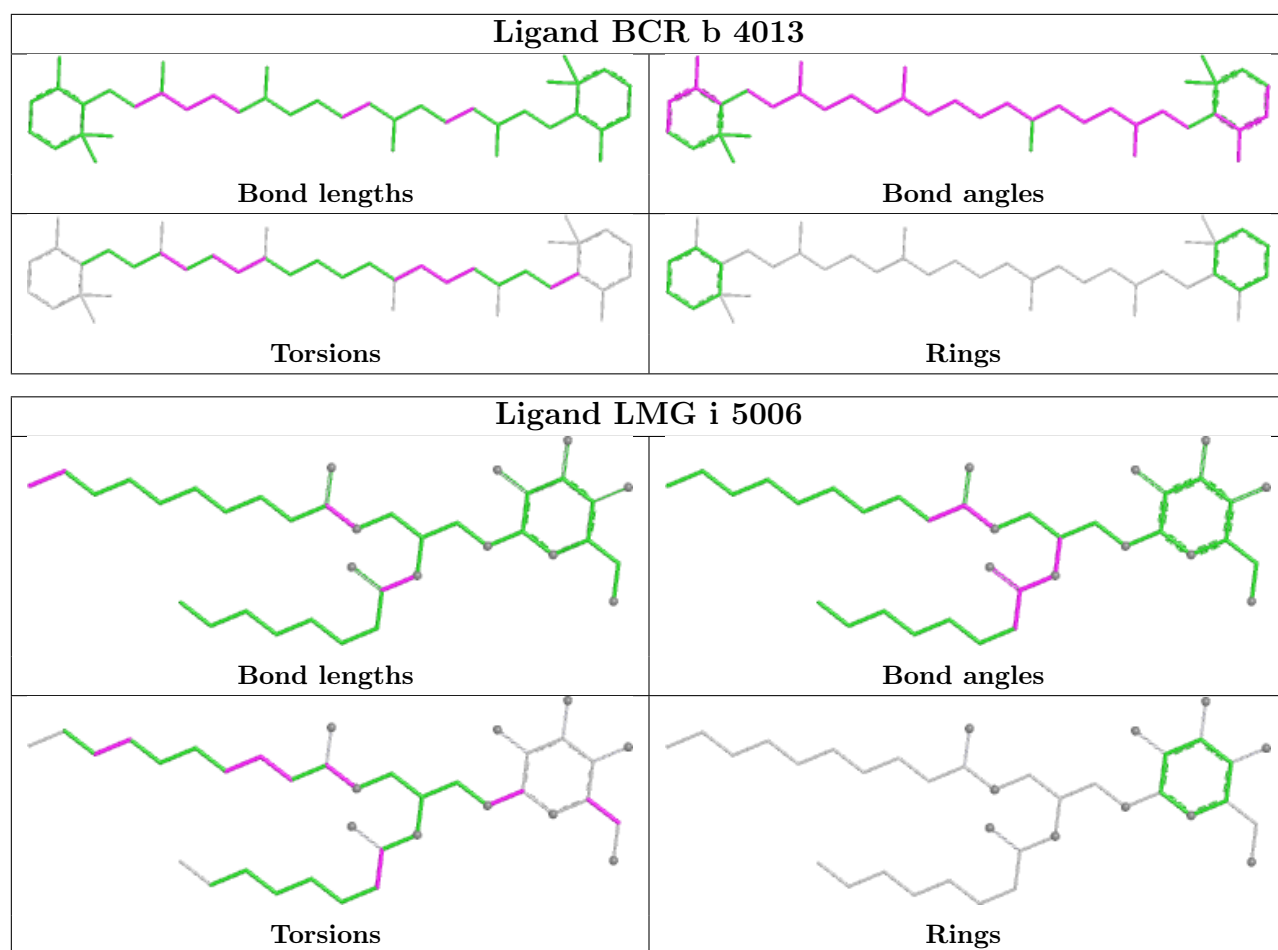 Ligand BCR b 4013
Bond lengths
Bond angles
Torsions
Rings
Ligand LMG i 5006
Bond lengths
Bond angles
Torsions
Rings